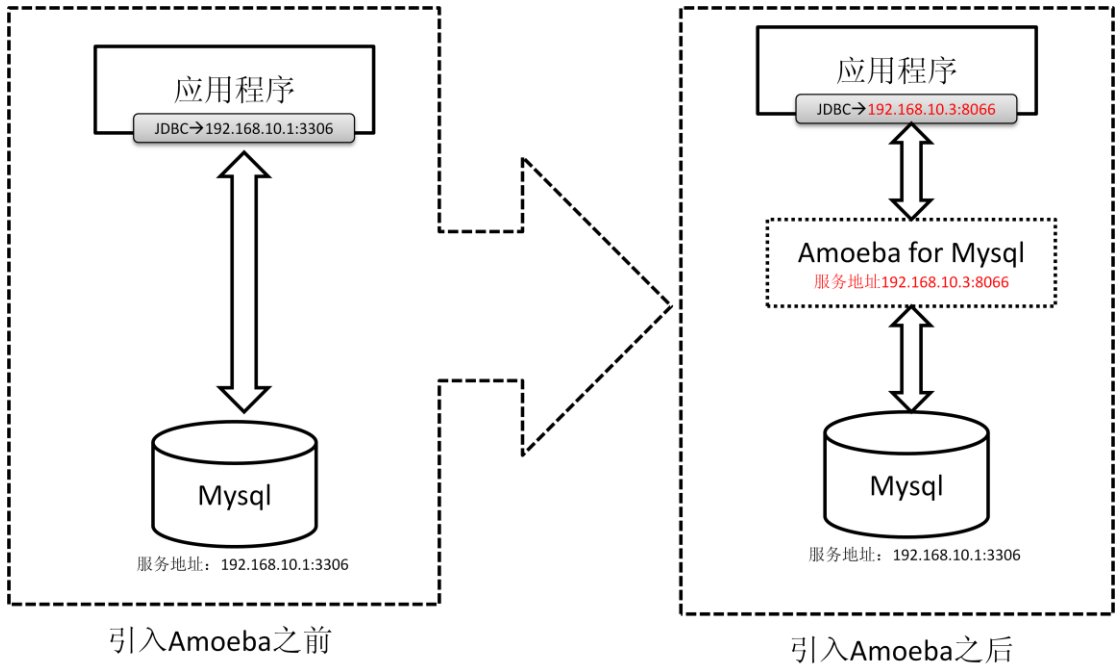 应用程序
JDBC→192.168.10.1:3306
Mysql
服务地址：192.168.10.1:3306
引入Amoeba之前
应用程序
JDBC→192.168.10.3:8066
Amoeba for Mysql
服务地址192.168.10.3:8066
Mysql
服务地址：192.168.10.1:3306
引入Amoeba之后